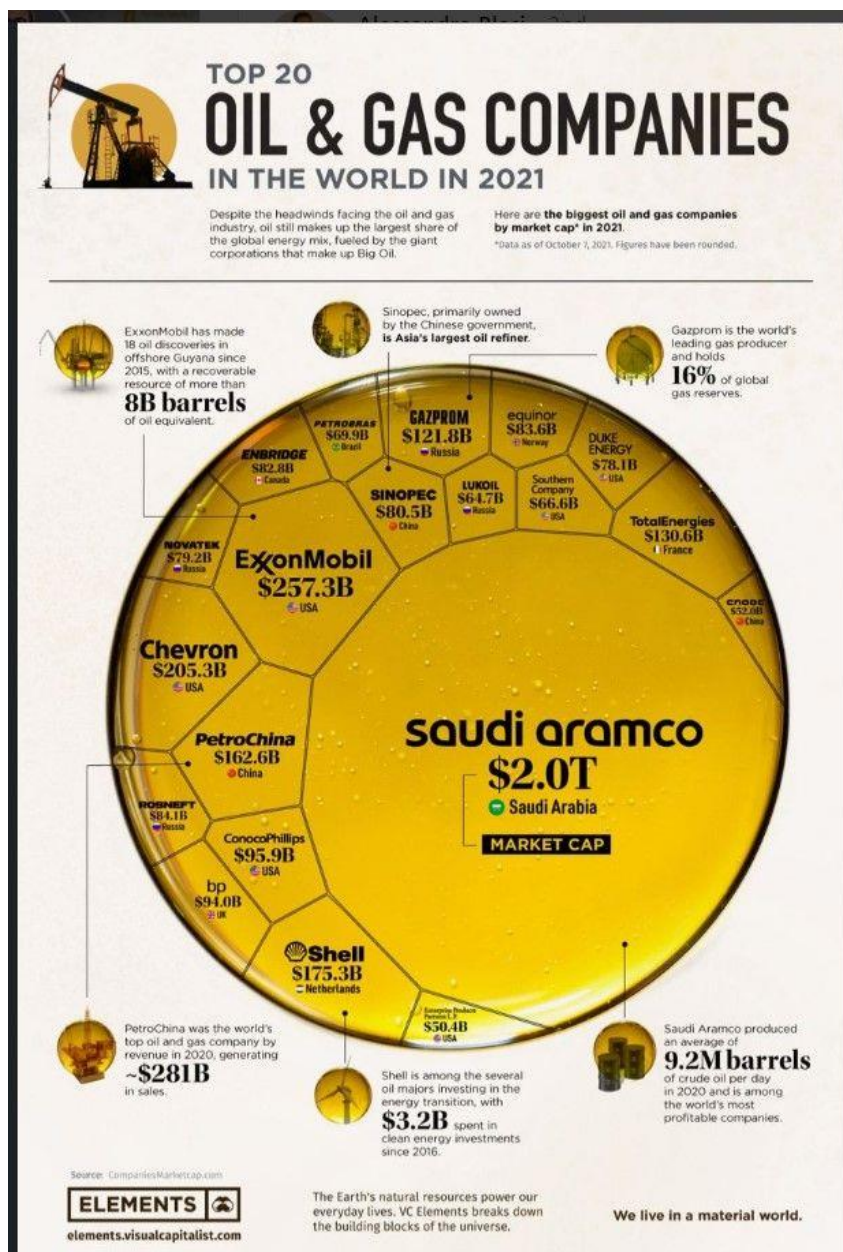 TOP 20
OIL & GAS COMPANIES
IN THE WORLD IN 2021
Despite the headwinds facing the oil and gas
industry, oil still makes up the largest share of
the global energy mix, fueled by the giant
corporations that make up Big Oil.
Here are the biggest oil and gas companies
by market cap* in 2021.
*Data as of October 7, 2021. Figures have been rounded.
ExxonMobil has made
18 oil discoveries in
offshore Guyana since
2015, with a recoverable
resource of more than
8B barrels
of oil equivalent.
Sinopec, primarily owned
by the Chinese government,
is Asia's largest oil refiner.
Gazprom is the world's
leading gas producer
and holds
16% of global
gas reserves.
PETROBRAS
$69.9B
Brazil
GAZPROM
$121.8B
Russia
equinor
$83.6B
Norway
DUKE
ENERGY
$78.1B
USA
ENBRIDGE
$82.8B
Canada
SINOPEC
$80.5B
China
LUKOIL
$64.7B
Russia
Southern
Company
$66.6B
USA
TotalEnergies
$130.6B
France
NOVATEK
$79.2B
Russia
ExxonMobil
$257.3B
USA
cnooc
$52.0B
China
Chevron
$205.3B
USA
PetroChina
$162.6B
China
saudi aramco
$2.0T
Saudi Arabia
MARKET CAP
ROSNEFT
$84.1B
Russia
ConocoPhillips
$95.9B
USA
bp
$94.0B
UK
Shell
$175.3B
Netherlands
Enterprise Products
Partners L.P.
$50.4B
USA
PetroChina was the world's
top oil and gas company by
revenue in 2020, generating
~$281B
in sales.
Shell is among the several
oil majors investing in the
energy transition, with
$3.2B spent in
clean energy investments
since 2016.
Saudi Aramco produced
an average of
9.2M barrels
of crude oil per day
in 2020 and is among
the world's most
profitable companies.
Source: CompaniesMarketcap.com
ELEMENTS
elements.visualcapitalist.com
The Earth's natural resources power our
everyday lives. VC Elements breaks down
the building blocks of the universe.
We live in a material world.